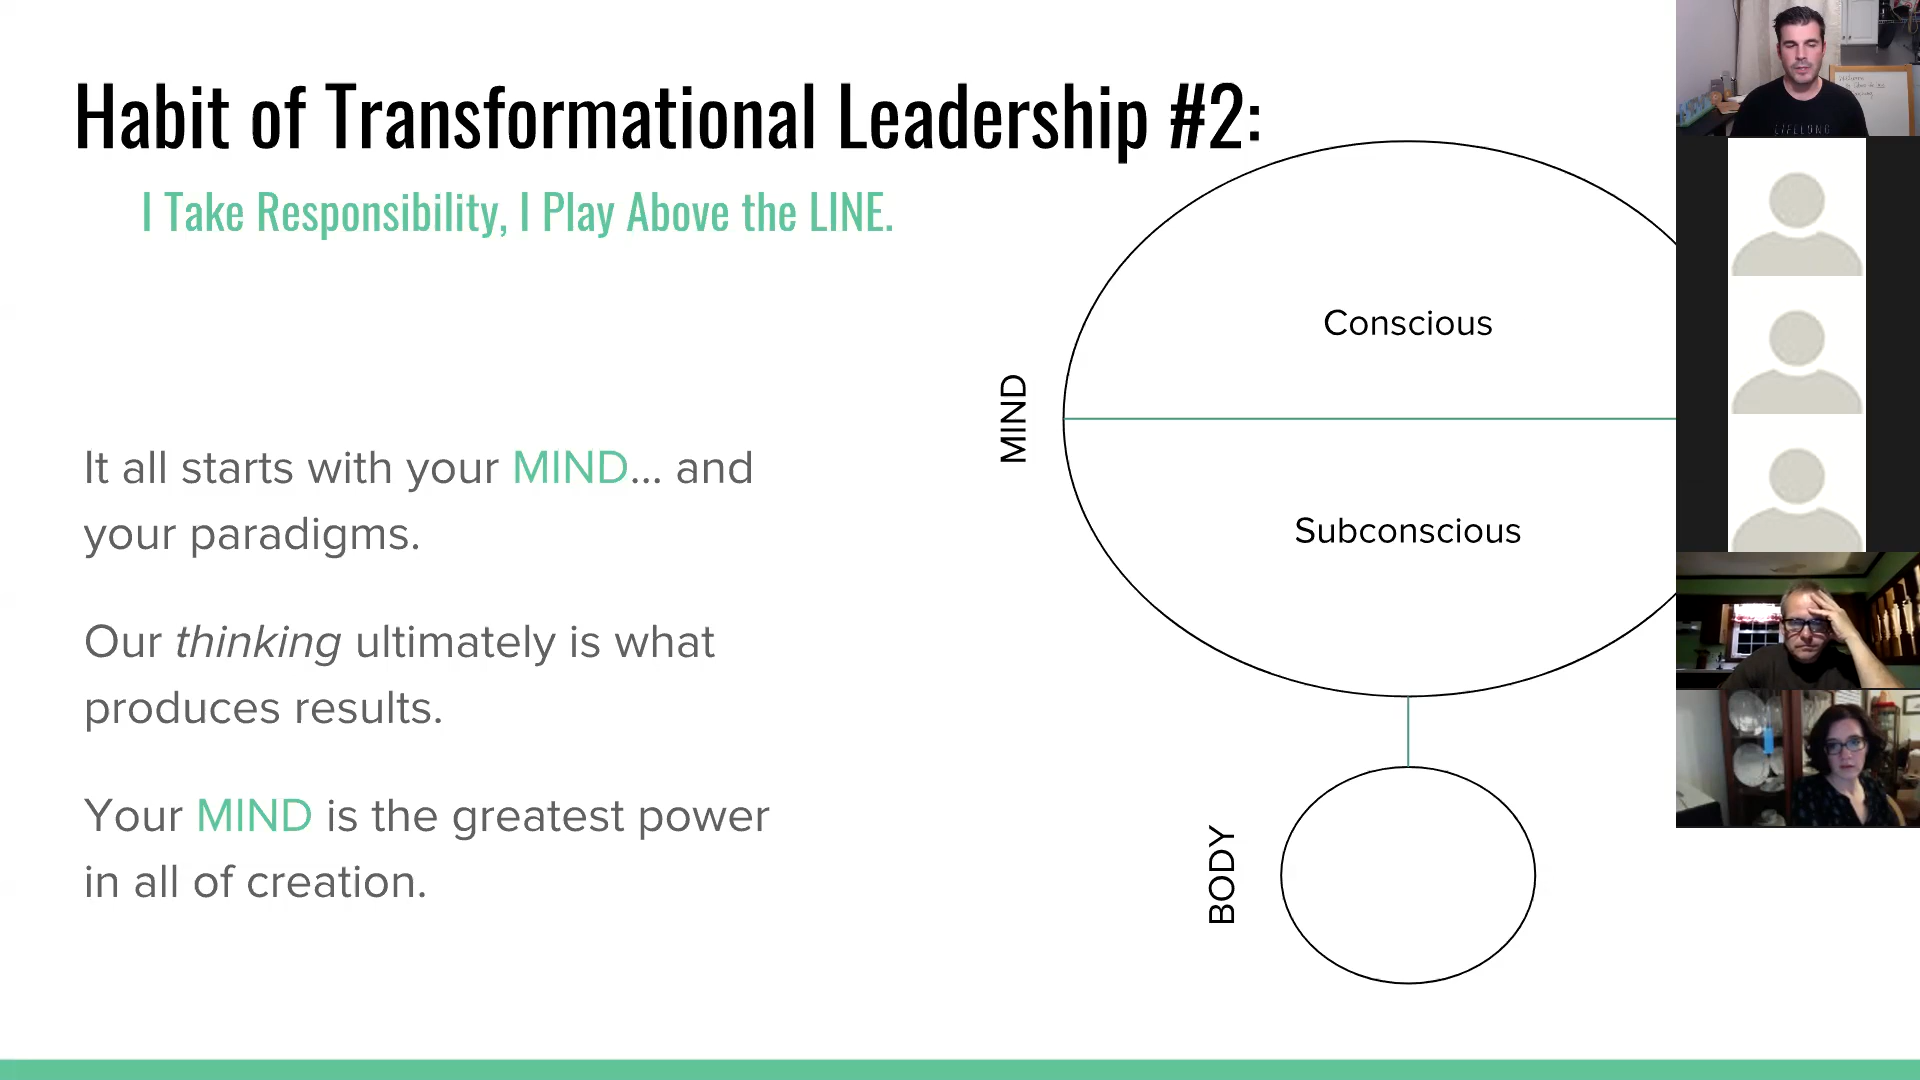 Habit of Transformational Leadership #2:
I Take Responsibility, I Play Above the LINE.
It all starts with your MIND... and
your paradigms.
Our thinking ultimately is what
produces results.
Your MIND is the greatest power
in all of creation.
MIND
Conscious
Subconscious
BODY
LIFELONG